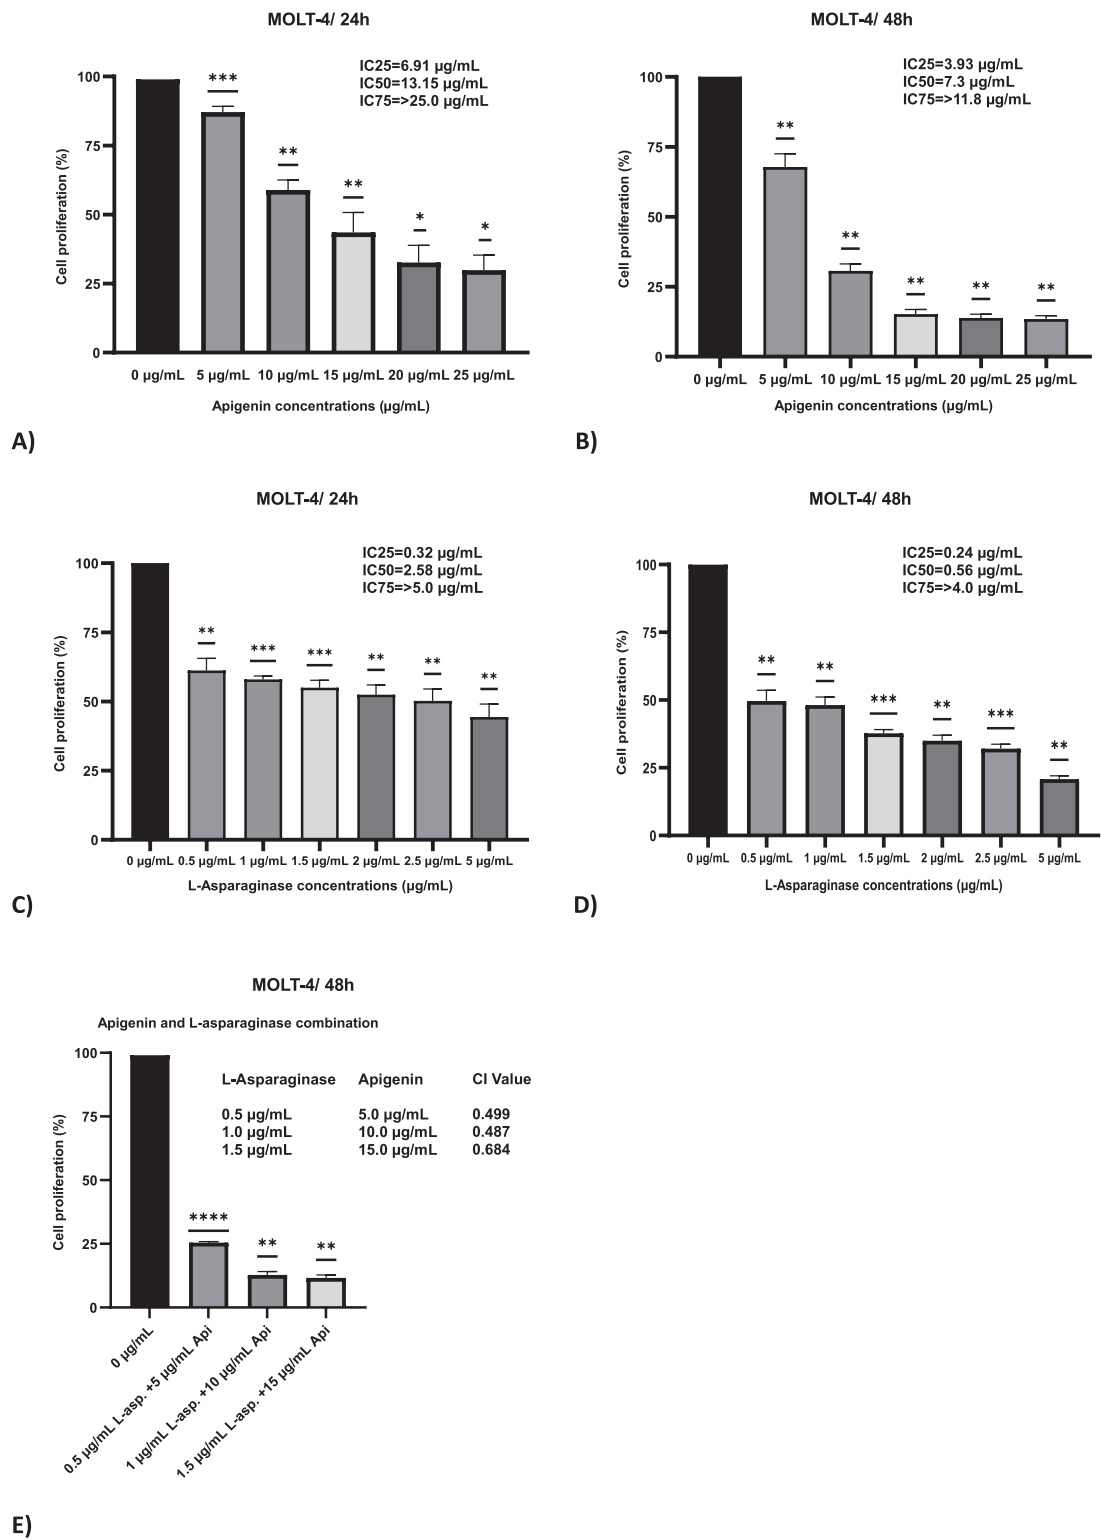 MOLT-4/ 24h
IC25=6.91 µg/mL
IC50=13.15 µg/mL
IC75=>25.0 µg/mL
Cell proliferation (%)
100
75
50
25
0
***
**
**
*
*
0 µg/mL 5 µg/mL 10 µg/mL 15 µg/mL 20 µg/mL 25 µg/mL
Apigenin concentrations (µg/mL)
A)
MOLT-4/ 48h
IC25=3.93 µg/mL
IC50=7.3 µg/mL
IC75=>11.8 µg/mL
Cell proliferation (%)
100
75
50
25
0
**
**
**
**
**
0 µg/mL 5 µg/mL 10 µg/mL 15 µg/mL 20 µg/mL 25 µg/mL
Apigenin concentrations (µg/mL)
B)
MOLT-4/ 24h
IC25=0.32 µg/mL
IC50=2.58 µg/mL
IC75=>5.0 µg/mL
Cell proliferation (%)
100
75
50
25
0
**
***
***
**
**
**
0 µg/mL 0.5 µg/mL 1 µg/mL 1.5 µg/mL 2 µg/mL 2.5 µg/mL 5 µg/mL
L-Asparaginase concentrations (µg/mL)
C)
MOLT-4/ 48h
IC25=0.24 µg/mL
IC50=0.56 µg/mL
IC75=>4.0 µg/mL
Cell proliferation (%)
100
75
50
25
0
**
**
***
**
***
**
0 µg/mL 0.5 µg/mL 1 µg/mL 1.5 µg/mL 2 µg/mL 2.5 µg/mL 5 µg/mL
L-Asparaginase concentrations (µg/mL)
D)
MOLT-4/ 48h
Apigenin and L-asparaginase combination
L-Asparaginase Apigenin CI Value
0.5 µg/mL 5.0 µg/mL 0.499
1.0 µg/mL 10.0 µg/mL 0.487
1.5 µg/mL 15.0 µg/mL 0.684
Cell proliferation (%)
100
75
50
25
0
****
**
**
0 µg/mL
0.5 µg/mL L-asp. +5 µg/mL Api
1 µg/mL L-asp. +10 µg/mL Api
1.5 µg/mL L-asp. +15 µg/mL Api
E)